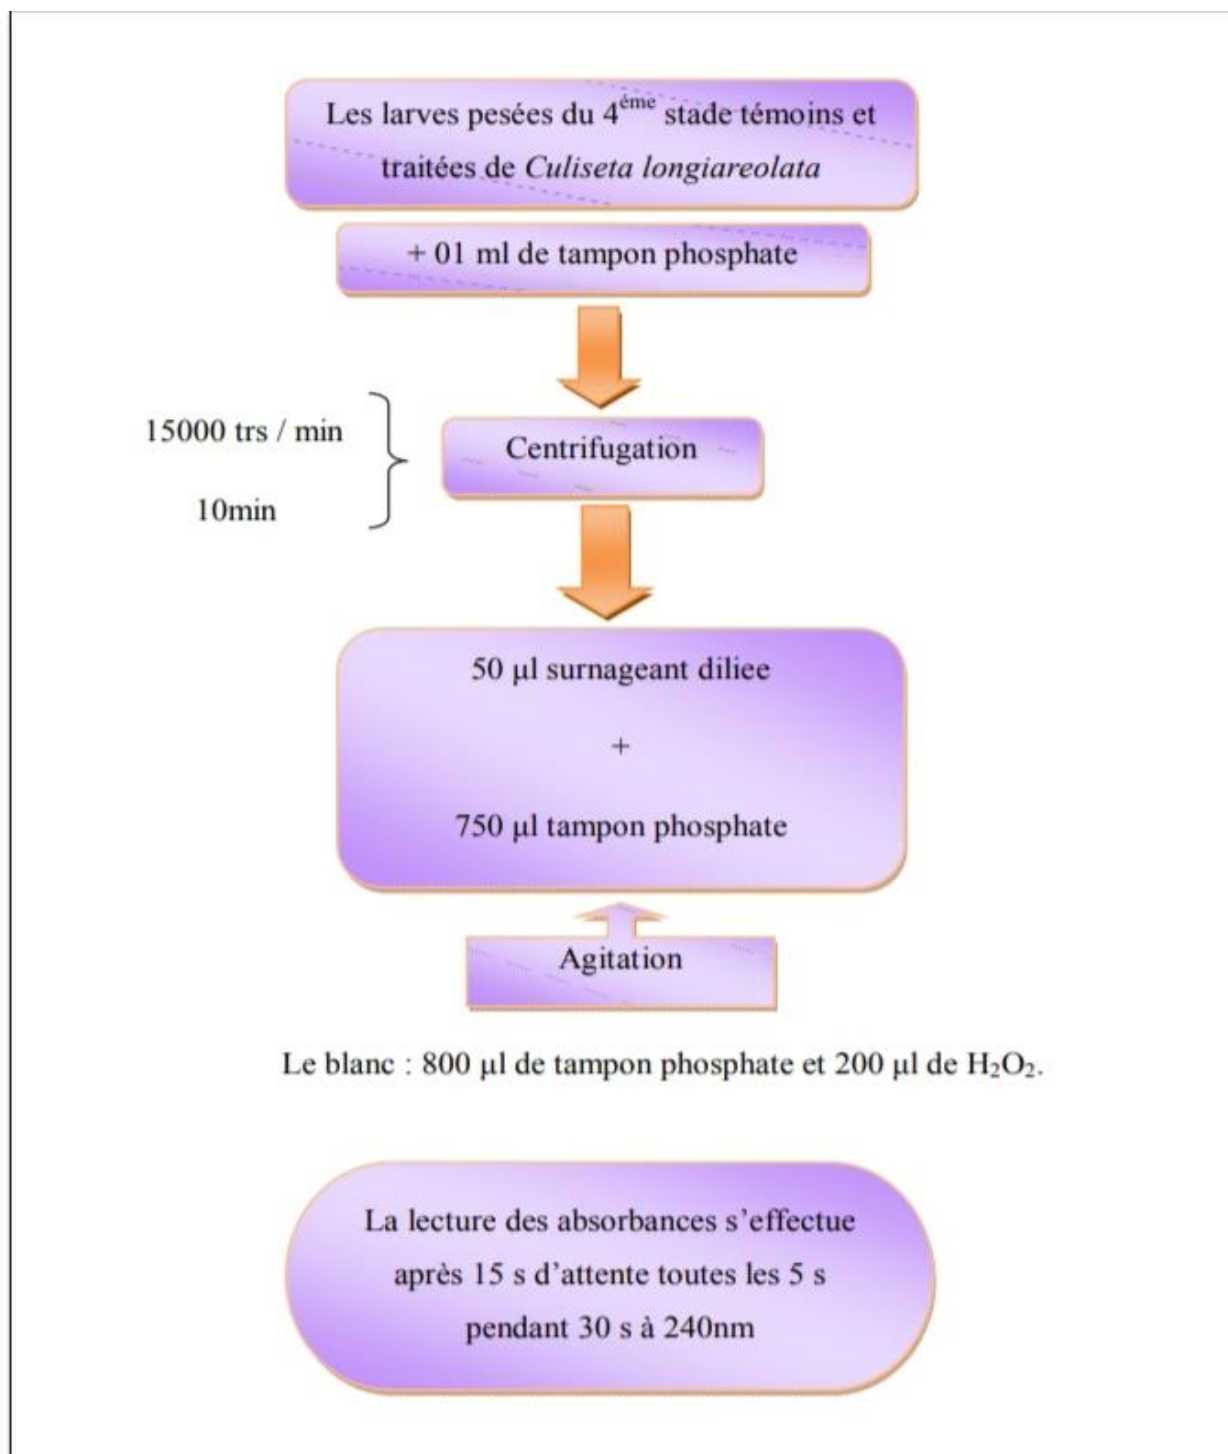 Les larves pesées du 4éme stade témoins et
traitées de Culiseta longiareolata
+ 01 ml de tampon phosphate
15000 trs / min
10min
Centrifugation
50 µl surnageant diliee
+
750 µl tampon phosphate
Agitation
Le blanc : 800 µl de tampon phosphate et 200 µl de H₂O₂.
La lecture des absorbances s’effectue
après 15 s d’attente toutes les 5 s
pendant 30 s à 240nm